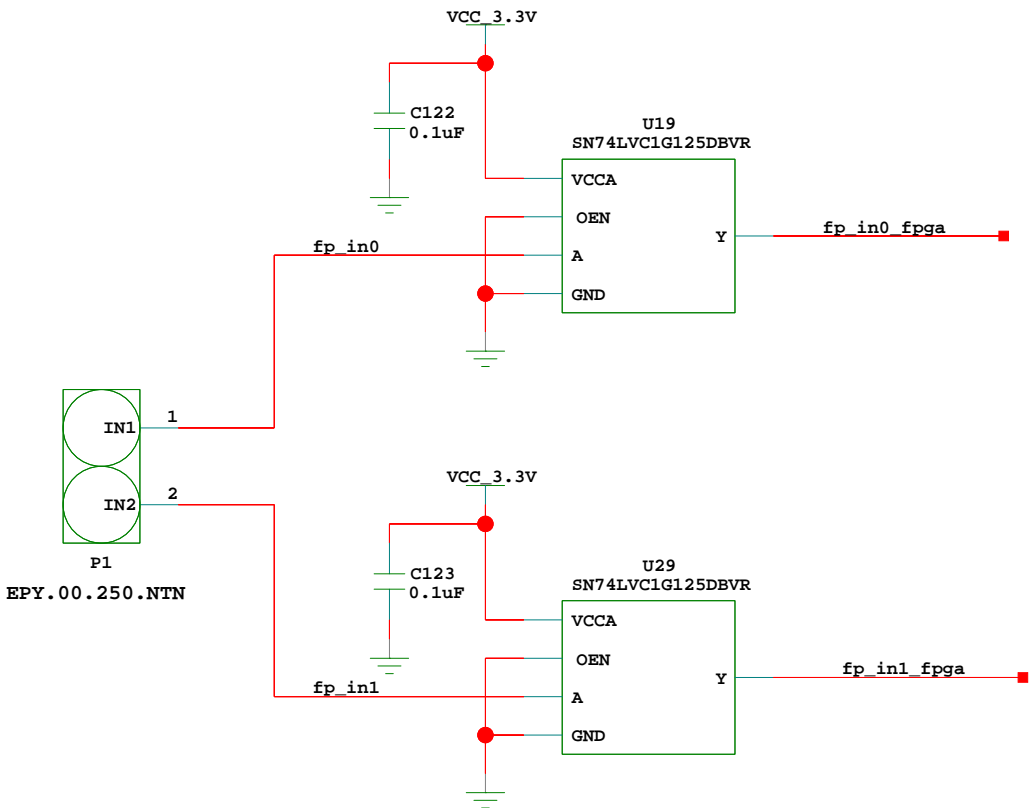 VCC_3.3V
C122
0.1uF
U19
SN74LVC1G125DBVR
VCCA
OEN
A
GND
Y
fp_in0
fp_in0_fpga
IN1
1
IN2
2
P1
EPY.00.250.NTN
VCC_3.3V
C123
0.1uF
U29
SN74LVC1G125DBVR
VCCA
OEN
A
GND
Y
fp_in1
fp_in1_fpga